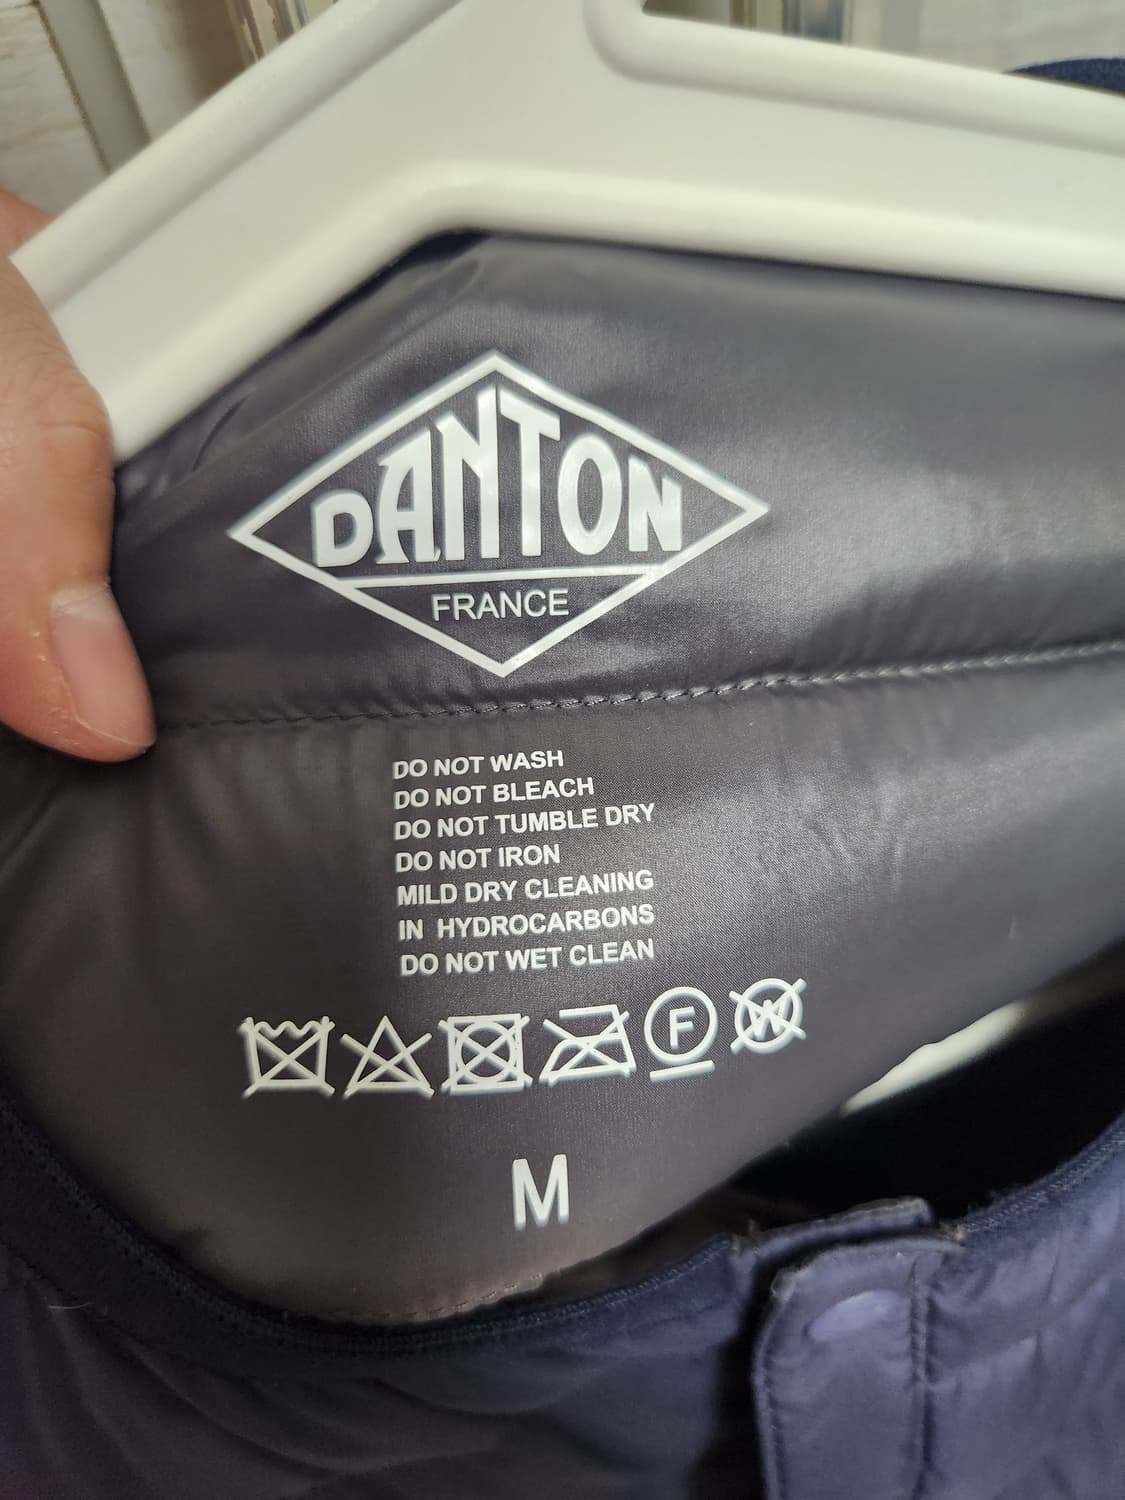 DANTON
FRANCE
DO NOT WASH
DO NOT BLEACH
DO NOT TUMBLE DRY
DO NOT IRON
MILD DRY CLEANING
IN HYDROCARBONS
DO NOT WET CLEAN
F W
M